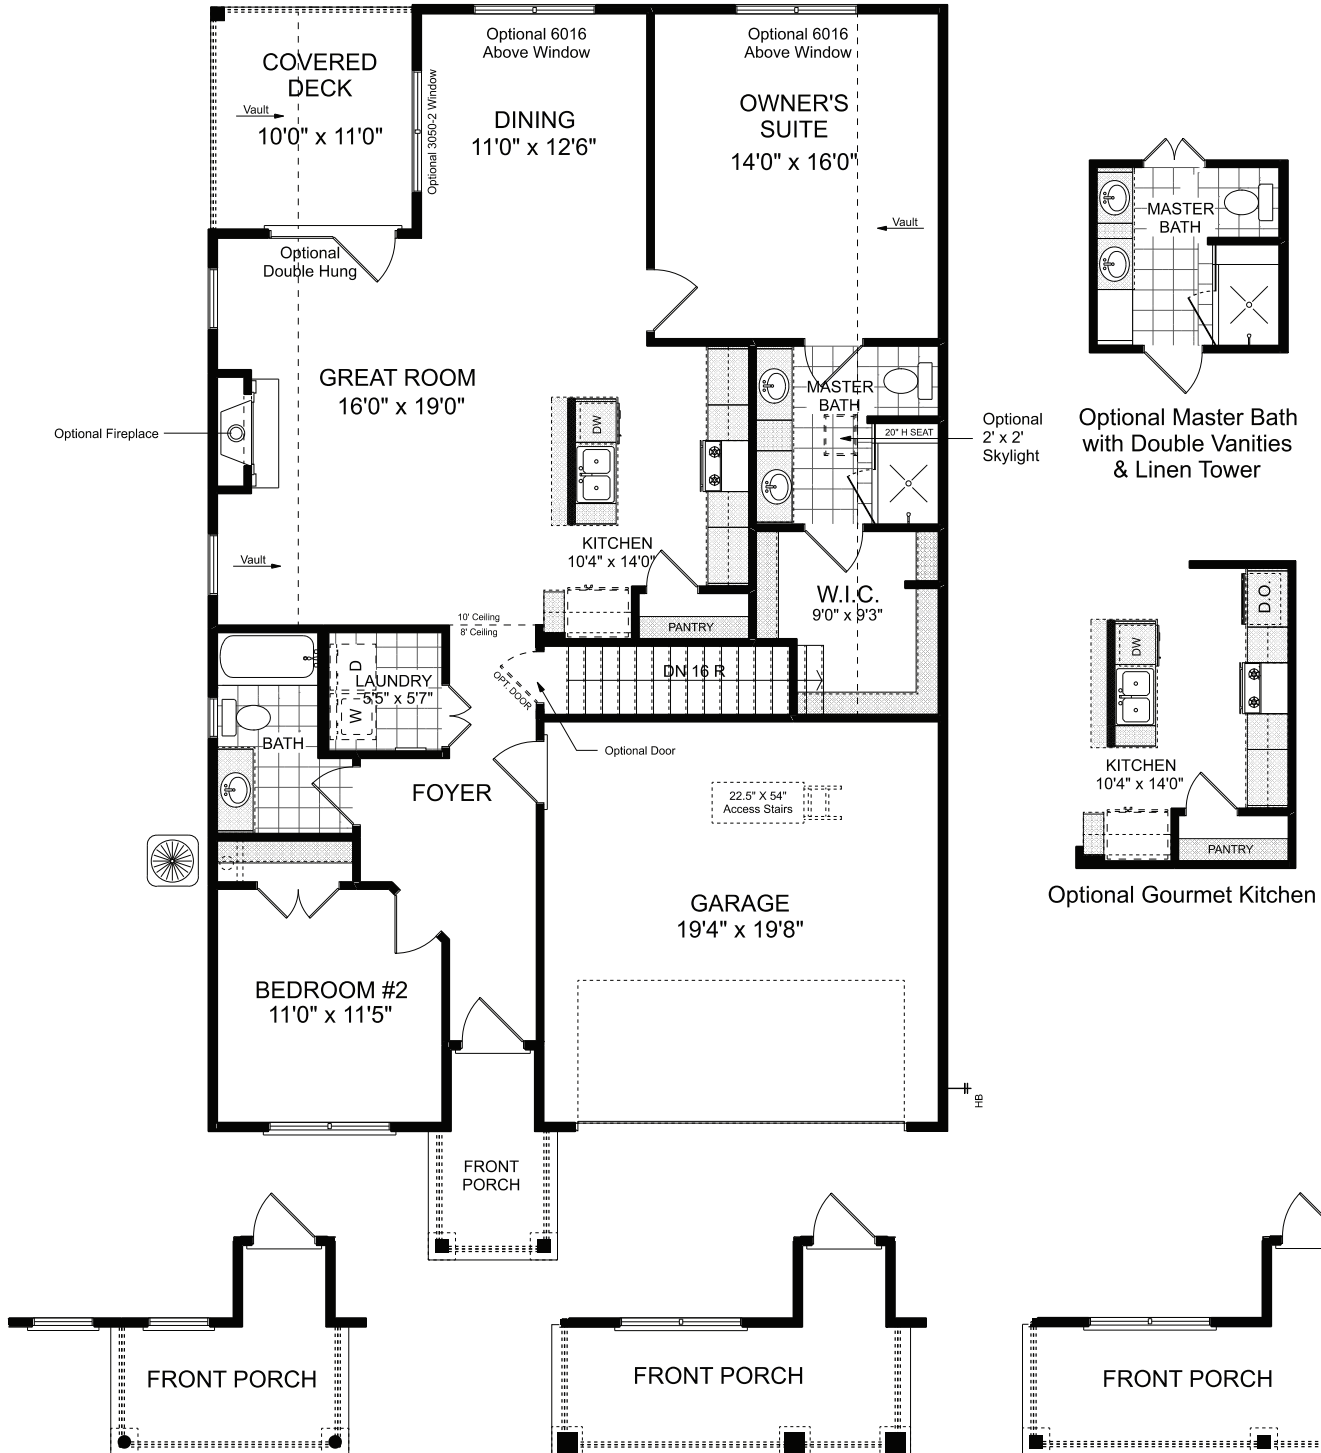 COVERED
DECK
Vault
10'0" x 11'0"
Optional 3050-2 Window
Optional 6016
Above Window
DINING
11'0" x 12'6"
Optional 6016
Above Window
OWNER'S
SUITE
14'0" x 16'0"
Vault
Optional
Double Hung
GREAT ROOM
16'0" x 19'0"
Optional Fireplace
Vault
DW
KITCHEN
10'4" x 14'0"
PANTRY
MASTER
BATH
20" H SEAT
Optional
2' x 2'
Skylight
W.I.C.
9'0" x 9'3"
10' Ceiling
8' Ceiling
DN 16 R
OPT. DOOR
Optional Door
D
LAUNDRY
5'5" x 5'7"
W
BATH
FOYER
22.5" X 54"
Access Stairs
GARAGE
19'4" x 19'8"
BEDROOM #2
11'0" x 11'5"
HB
FRONT
PORCH
MASTER
BATH
Optional Master Bath
with Double Vanities
& Linen Tower
D.O.
DW
KITCHEN
10'4" x 14'0"
PANTRY
Optional Gourmet Kitchen
FRONT PORCH
FRONT PORCH
FRONT PORCH